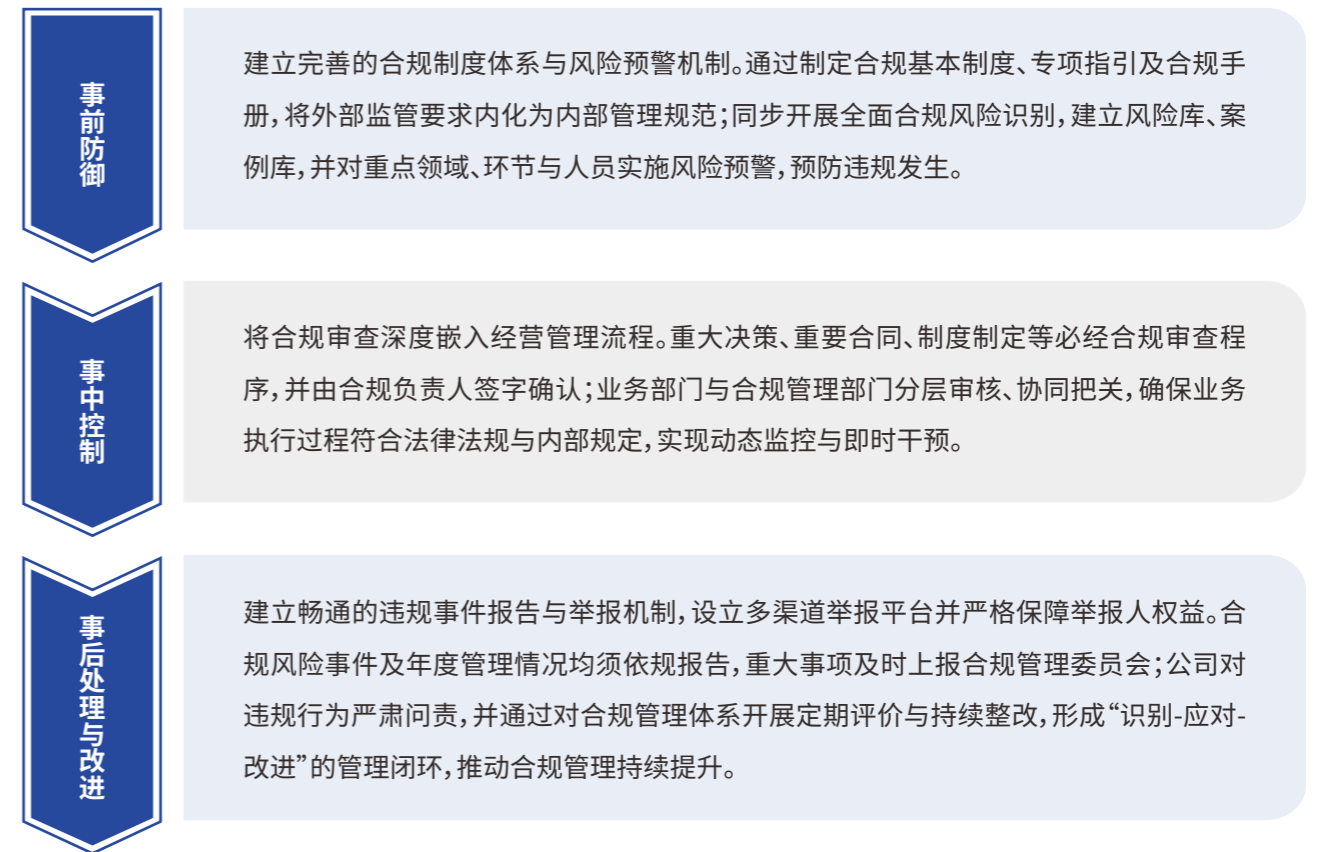 事前防御
建立完善的合规制度体系与风险预警机制。通过制定合规基本制度、专项指引及合规手
册，将外部监管要求内化为内部管理规范；同步开展全面合规风险识别，建立风险库、案
例库，并对重点领域、环节与人员实施风险预警，预防违规发生。
事中控制
将合规审查深度嵌入经营管理流程。重大决策、重要合同、制度制定等必经合规审查程
序，并由合规负责人签字确认；业务部门与合规管理部门分层审核、协同把关，确保业务
执行过程符合法律法规与内部规定，实现动态监控与即时干预。
事后处理与改进
建立畅通的违规事件报告与举报机制，设立多渠道举报平台并严格保障举报人权益。合
规风险事件及年度管理情况均须依规报告，重大事项及时上报合规管理委员会；公司对
违规行为严肃问责，并通过对合规管理体系开展定期评价与持续整改，形成“识别-应对-
改进”的管理闭环，推动合规管理持续提升。